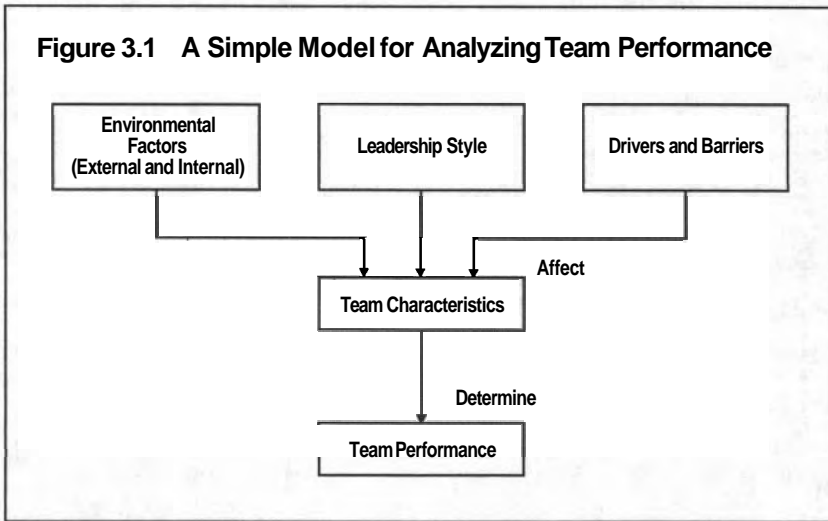 Figure 3.1 A Simple Model for Analyzing Team Performance
Environmental
Factors
(External and Internal)
Leadership Style
Drivers and Barriers
Affect
Team Characteristics
Determine
Team Performance